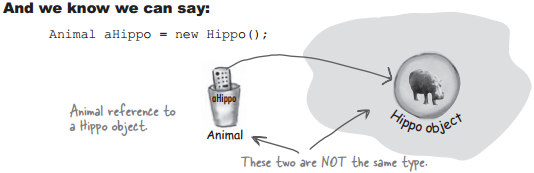 And we know we can say:
Animal aHippo = new Hippo();
aHippo
Animal reference to
a Hippo object.
Animal
Hippo object
These two are NOT the same type.